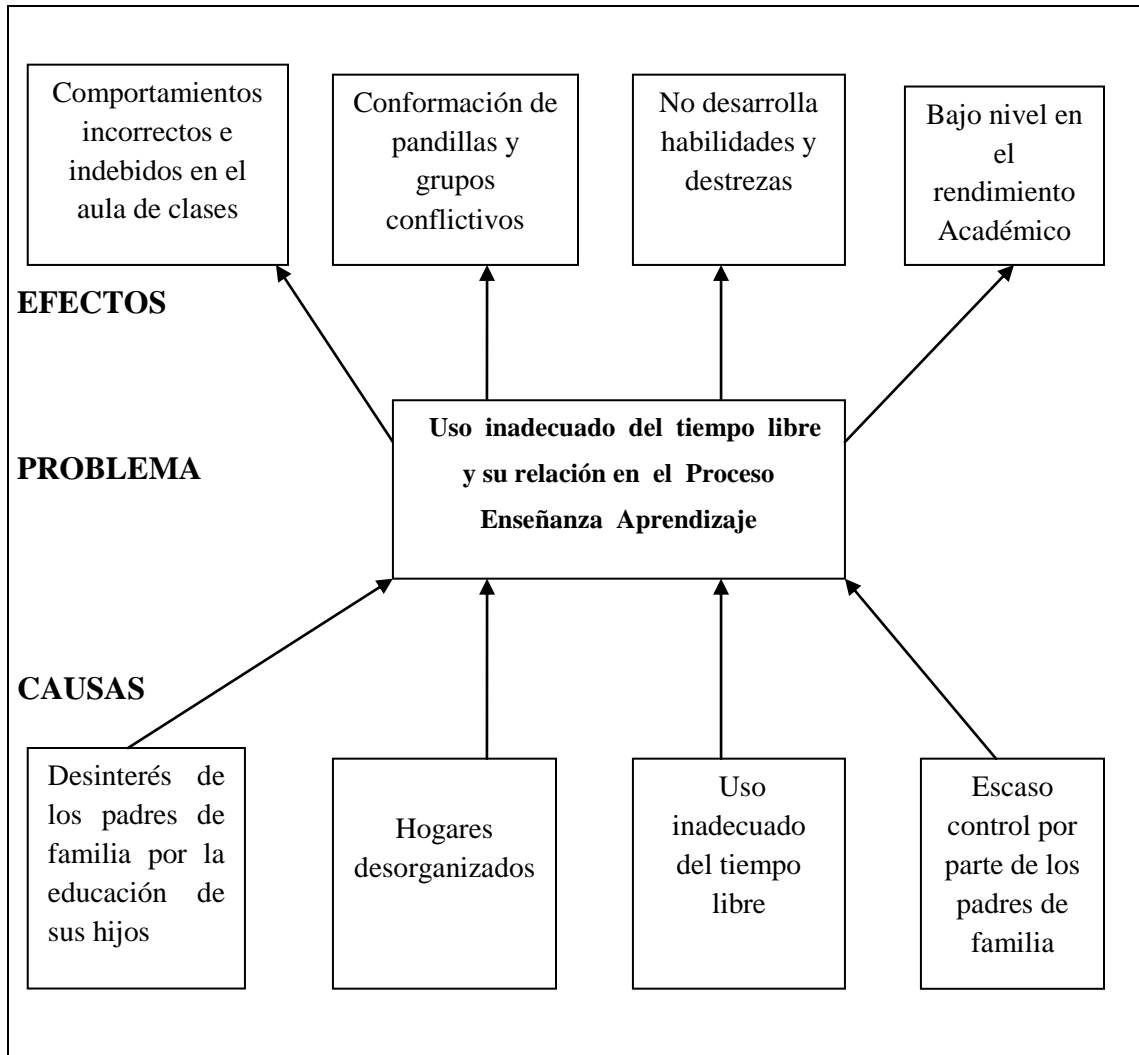 Comportamientos
incorrectos e
indebidos en el
aula de clases
Conformación de
pandillas y
grupos
conflictivos
No desarrolla
habilidades y
destrezas
Bajo nivel en
el
rendimiento
Académico
EFECTOS
Uso inadecuado del tiempo libre
y su relación en el Proceso
Enseñanza Aprendizaje
PROBLEMA
CAUSAS
Desinterés de
los padres de
familia por la
educación de
sus hijos
Hogares
desorganizados
Uso
inadecuado
del tiempo
libre
Escaso
control por
parte de los
padres de
familia